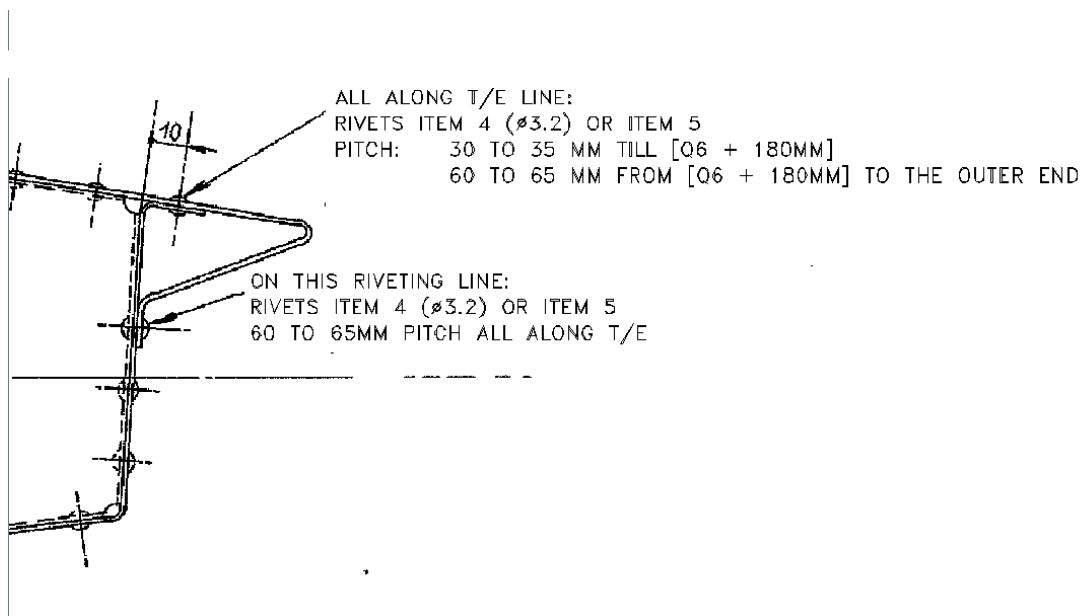 10
ALL ALONG T/E LINE:
RIVETS ITEM 4 (ø3.2) OR ITEM 5
PITCH: 30 TO 35 MM TILL [Q6 + 180MM]
60 TO 65 MM FROM [Q6 + 180MM] TO THE OUTER END
ON THIS RIVETING LINE:
RIVETS ITEM 4 (ø3.2) OR ITEM 5
60 TO 65MM PITCH ALL ALONG T/E